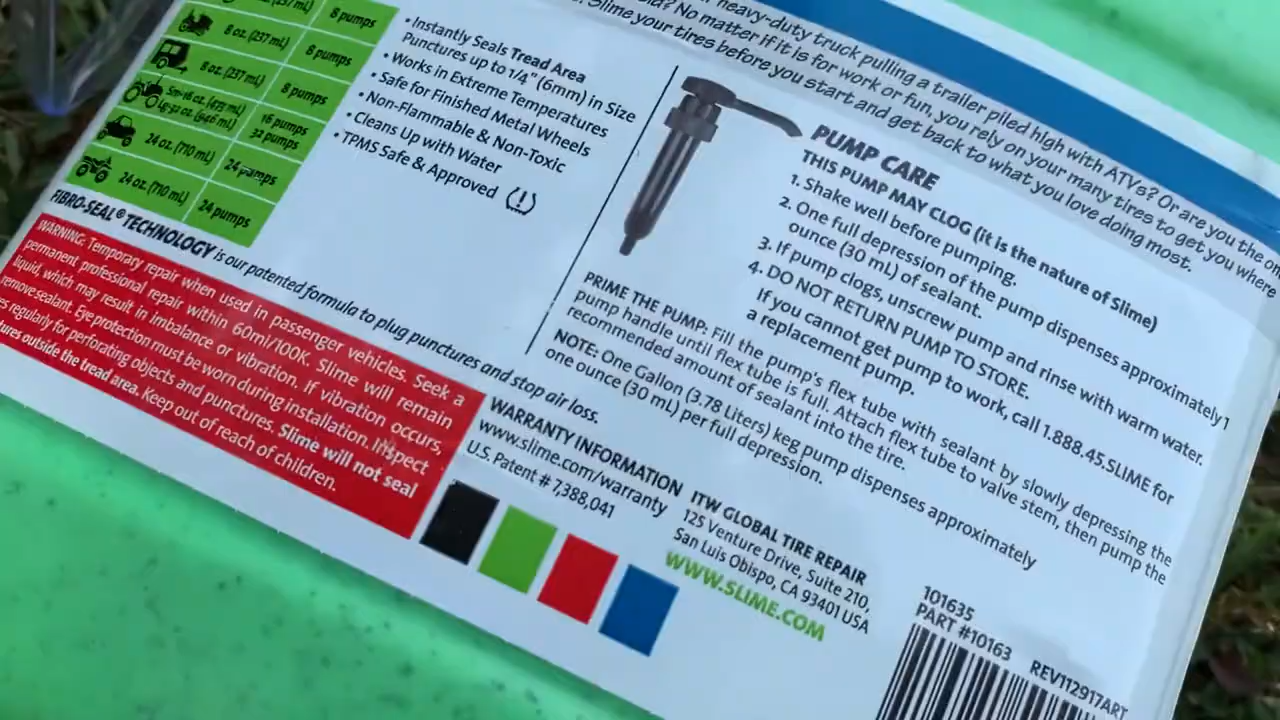 8 pumps
8 oz. (237 mL) 8 pumps
8 oz. (237 mL) 8 pumps
16 pumps
32 pumps
24 oz. (710 mL) 24 pumps
24 oz. (710 mL) 24 pumps
• Instantly Seals Tread Area
Punctures up to 1/4" (6mm) in Size
• Works in Extreme Temperatures
• Safe for Finished Metal Wheels
• Non-Flammable & Non-Toxic
• Cleans Up with Water
• TPMS Safe & Approved
FIBRO-SEAL® TECHNOLOGY is our patented formula to plug punctures and stop air loss.
WARNING: Temporary repair when used in passenger vehicles. Seek a
permanent professional repair within 60mi/100K. Slime will remain
liquid, which may result in imbalance or vibration. If vibration occurs,
remove sealant. Eye protection must be worn during installation. Inspect
regularly for perforating objects and punctures. Slime will not seal
outside the tread area. Keep out of reach of children.
heavy-duty truck pulling a trailer piled high with ATVs? Or are you the
No matter if it is for work or fun, you rely on your many tires to get you where
Slime your tires before you start and get back to what you love doing most.
PUMP CARE
THIS PUMP MAY CLOG (it is the nature of Slime)
1. Shake well before pumping.
2. One full depression of the pump dispenses approximately 1
ounce (30 mL) of sealant.
3. If pump clogs, unscrew pump and rinse with warm water.
4. DO NOT RETURN PUMP TO STORE.
If you cannot get pump to work, call 1.888.45.SLIME for
a replacement pump.
PRIME THE PUMP: Fill the pump's flex tube with sealant by slowly depressing the
pump handle until flex tube is full. Attach flex tube to valve stem, then pump the
recommended amount of sealant into the tire.
NOTE: One Gallon (3.78 Liters) keg pump dispenses approximately
one ounce (30 mL) per full depression.
WARRANTY INFORMATION
www.slime.com/warranty
U.S. Patent # 7,388,041
ITW GLOBAL TIRE REPAIR
125 Venture Drive, Suite 210,
San Luis Obispo, CA 93401 USA
WWW.SLIME.COM
101635
PART #10163 REV112917ART